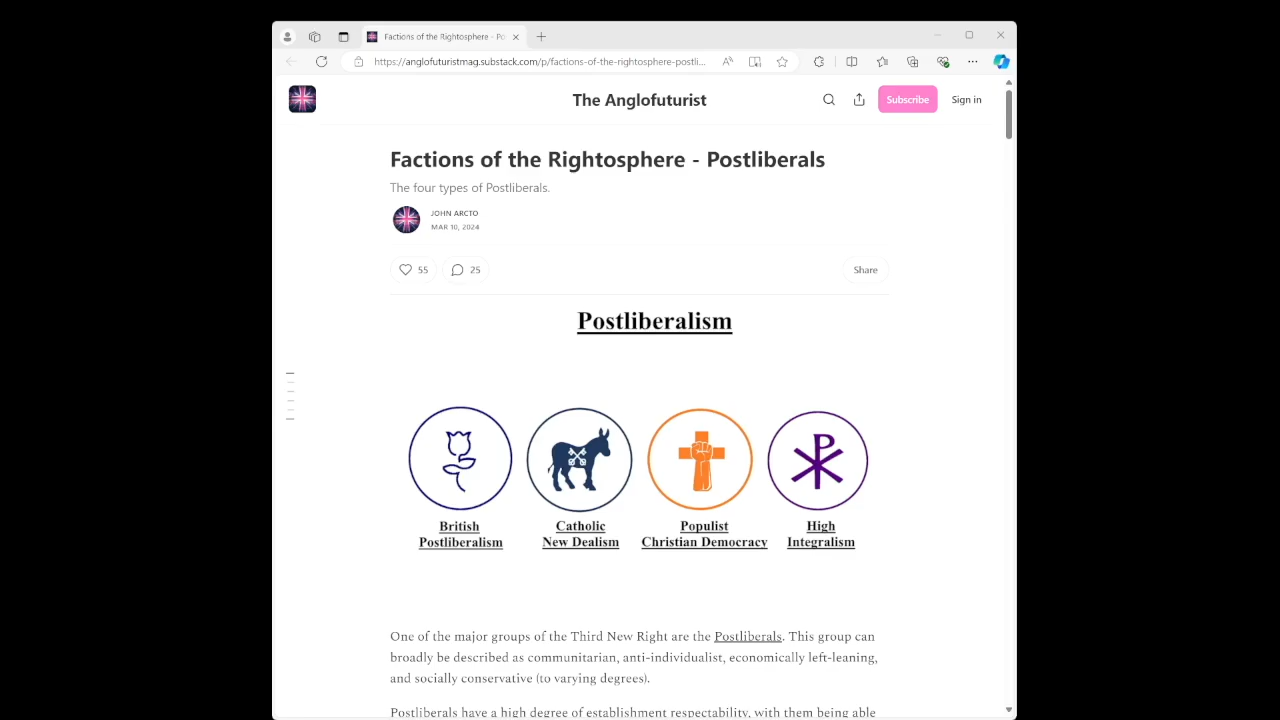 Factions of the Rightosphere - Po
https://anglofuturistmag.substack.com/p/factions-of-the-rightosphere-postli...
The Anglofuturist
Subscribe
Sign in
Factions of the Rightosphere - Postliberals
The four types of Postliberals.
JOHN ARCTO
MAR 10, 2024
55
25
Share
Postliberalism
British
Postliberalism
Catholic
New Dealism
Populist
Christian Democracy
High
Integralism
One of the major groups of the Third New Right are the Postliberals. This group can
broadly be described as communitarian, anti-individualist, economically left-leaning,
and socially conservative (to varying degrees).
Postliberals have a high degree of establishment respectability, with them being able